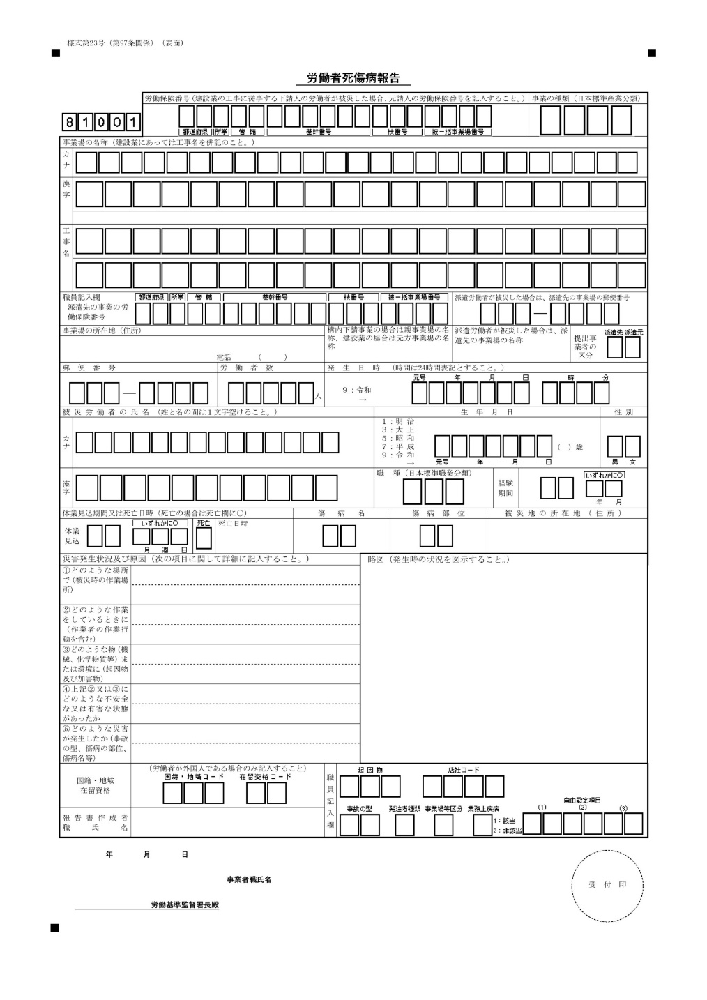 －様式第23号（第97条関係）（表面）
労働者死傷病報告
労働保険番号（建設業の工事に従事する下請人の労働者が被災した場合、元請人の労働保険番号を記入すること。）
事業の種類（日本標準産業分類）
81001
都道府県 所掌 管轄 基幹番号 枝番号 被一括事業場番号
事業場の名称（建設業にあっては工事名を併記のこと。）
カナ
漢字
工事名
職員記入欄
派遣先の事業の労
働保険番号
都道府県 所掌 管轄 基幹番号 枝番号 被一括事業場番号
派遣労働者が被災した場合は、派遣先の事業場の郵便番号
事業場の所在地（住所）
電話　（　　）
構内下請事業の場合は親事業場の名
称、建設業の場合は元方事業場の名
称
派遣労働者が被災した場合は、派
遣先の事業場の名称
提出事
業者の
区分
派遣先 派遣元
郵便番号
労働者数
人
発生日時　（時間は24時間表記とすること。）
9：令和
→
元号 年 月 日 時 分
被災労働者の氏名（姓と名の間は１文字空けること。）
カナ
生年月日
1：明治
3：大正
5：昭和
7：平成
9：令和
→
元号 年 月 日
（　）歳
性別
男 女
漢字
職　種（日本標準職業分類）
経験
期間
いずれかに○
年 月
休業見込期間又は死亡日時（死亡の場合は死亡欄に○）
休業
見込
いずれかに○
月 週 日
死亡
死亡日時
傷病名
傷病部位
被災地の所在地（住所）
災害発生状況及び原因（次の項目に関して詳細に記入すること。）
①どのような場所
で（被災時の作業場
所）
②どのような作業
をしているときに
（作業者の作業行
動を含む）
③どのような物（機
械、化学物質等）ま
たは環境に（起因物
及び加害物）
④上記②又は③に
どのような不安全
な又は有害な状態
があったか
⑤どのような災害
が発生したか（事故
の型、傷病の部位、
傷病名等）
略図（発生時の状況を図示すること。）
国籍・地域
在留資格
（労働者が外国人である場合のみ記入すること）
国籍・地域コード 在留資格コード
報告書作成者
職氏名
職員記入欄
起因物 店社コード
事故の型 発注者種類 事業場等区分 業務上疾病
1：該当
2：非該当
自由設定項目
（1） （2） （3）
年 月 日
事業者職氏名
労働基準監督署長殿
受付印